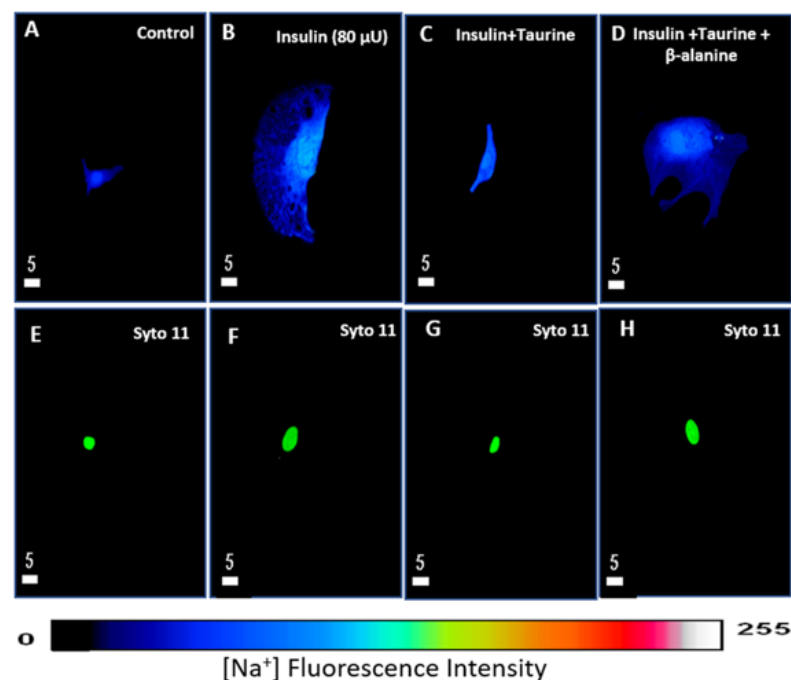 A
Control
B
Insulin (80 µU)
C
Insulin+Taurine
D
Insulin +Taurine +
β-alanine
5
5
5
5
E
Syto 11
F
Syto 11
G
Syto 11
H
Syto 11
5
5
5
5
0
255
[Na⁺] Fluorescence Intensity